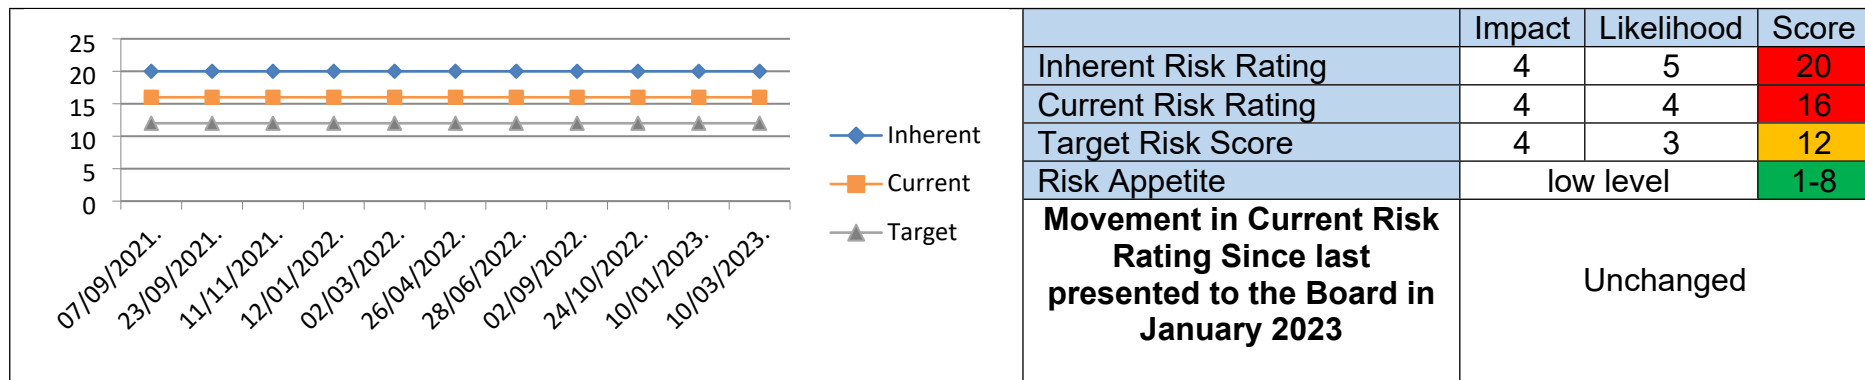 25
20
15
10
5
0
07/09/2021.
23/09/2021.
11/11/2021.
12/01/2022.
02/03/2022.
26/04/2022.
28/06/2022.
02/09/2022.
24/10/2022.
10/01/2023.
10/03/2023.
Inherent
Current
Target
Impact Likelihood Score
Inherent Risk Rating 4 5 20
Current Risk Rating 4 4 16
Target Risk Score 4 3 12
Risk Appetite low level 1-8
Movement in Current Risk
Rating Since last
presented to the Board in
January 2023
Unchanged